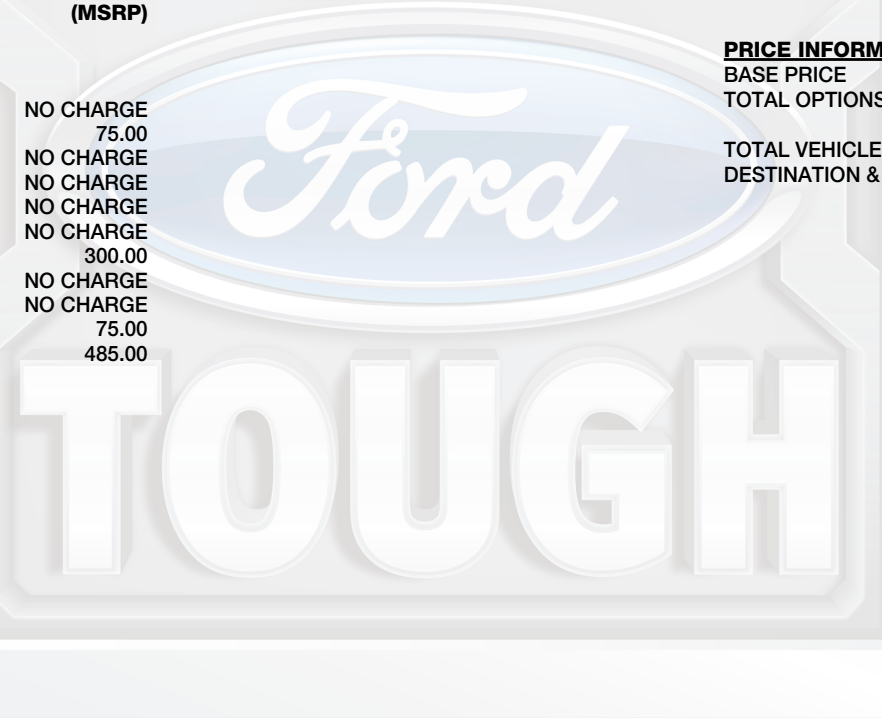 (MSRP)
NO CHARGE
75.00
NO CHARGE
NO CHARGE
NO CHARGE
NO CHARGE
300.00
NO CHARGE
NO CHARGE
75.00
485.00
PRICE INFORM
BASE PRICE
TOTAL OPTIONS
TOTAL VEHICLE
DESTINATION &
Ford
TOUGH